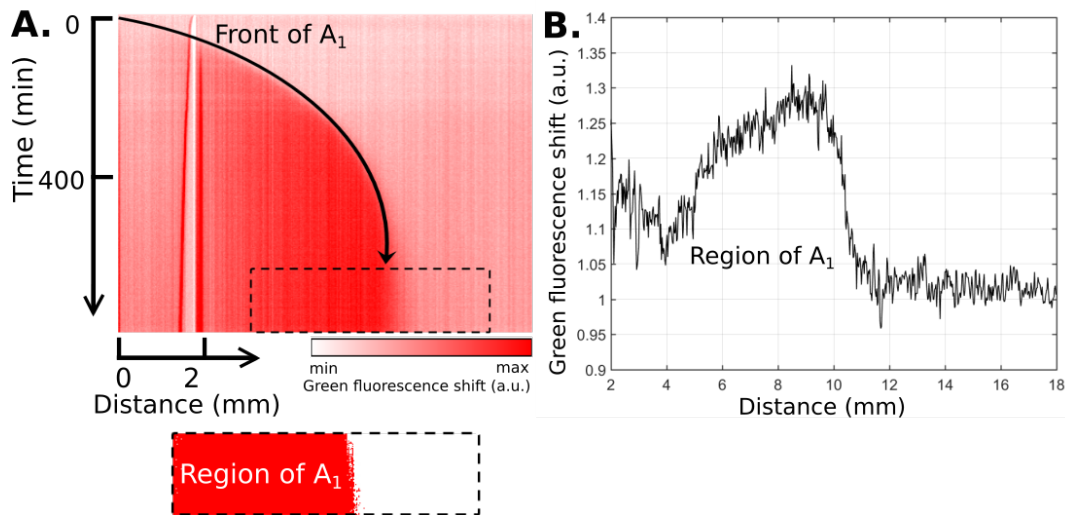 A.
Time (min)
0
400
Front of A₁
0
2
Distance (mm)
min
max
Green fluorescence shift (a.u.)
Region of A₁
B.
Green fluorescence shift (a.u.)
1.4
1.35
1.3
1.25
1.2
1.15
1.1
1.05
1
0.95
0.9
Region of A₁
2
4
6
8
10
12
14
16
18
Distance (mm)